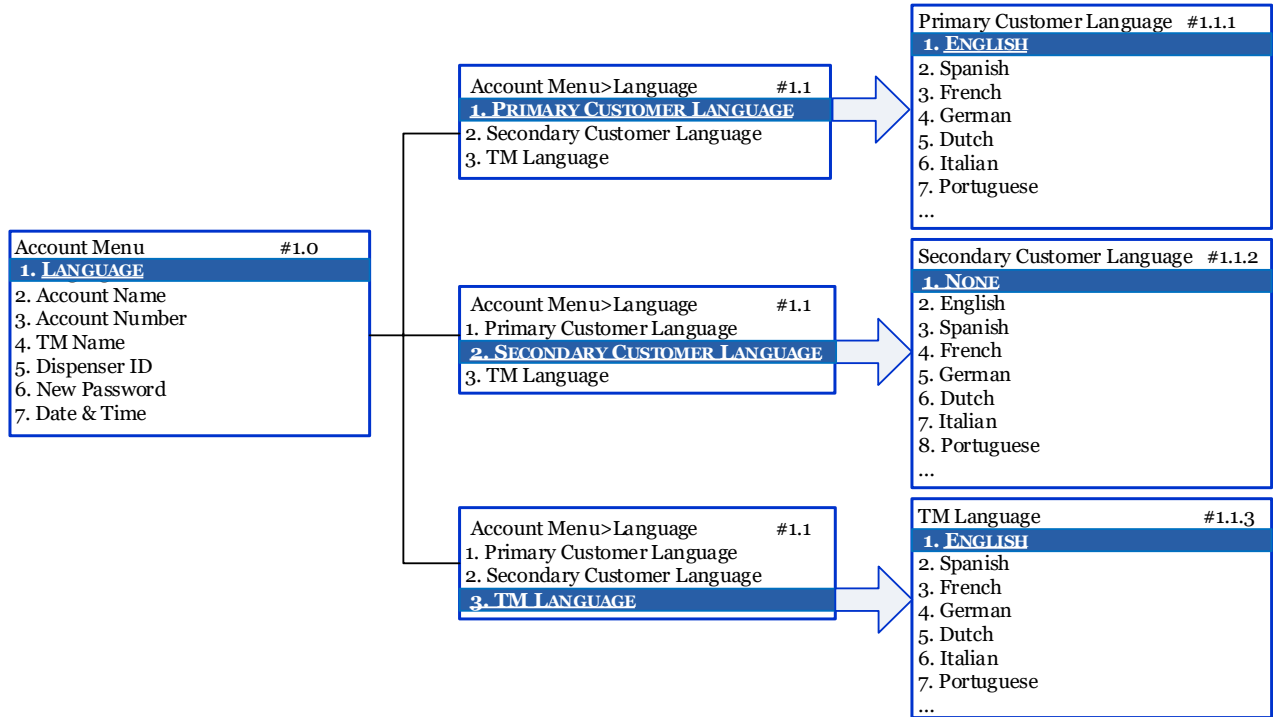 Account Menu #1.0
1. LANGUAGE
2. Account Name
3. Account Number
4. TM Name
5. Dispenser ID
6. New Password
7. Date & Time
Account Menu>Language #1.1
1. PRIMARY CUSTOMER LANGUAGE
2. Secondary Customer Language
3. TM Language
Primary Customer Language #1.1.1
1. ENGLISH
2. Spanish
3. French
4. German
5. Dutch
6. Italian
7. Portuguese
...
Account Menu>Language #1.1
1. Primary Customer Language
2. SECONDARY CUSTOMER LANGUAGE
3. TM Language
Secondary Customer Language #1.1.2
1. NONE
2. English
3. Spanish
4. French
5. German
6. Dutch
7. Italian
8. Portuguese
...
Account Menu>Language #1.1
1. Primary Customer Language
2. Secondary Customer Language
3. TM LANGUAGE
TM Language #1.1.3
1. ENGLISH
2. Spanish
3. French
4. German
5. Dutch
6. Italian
7. Portuguese
...